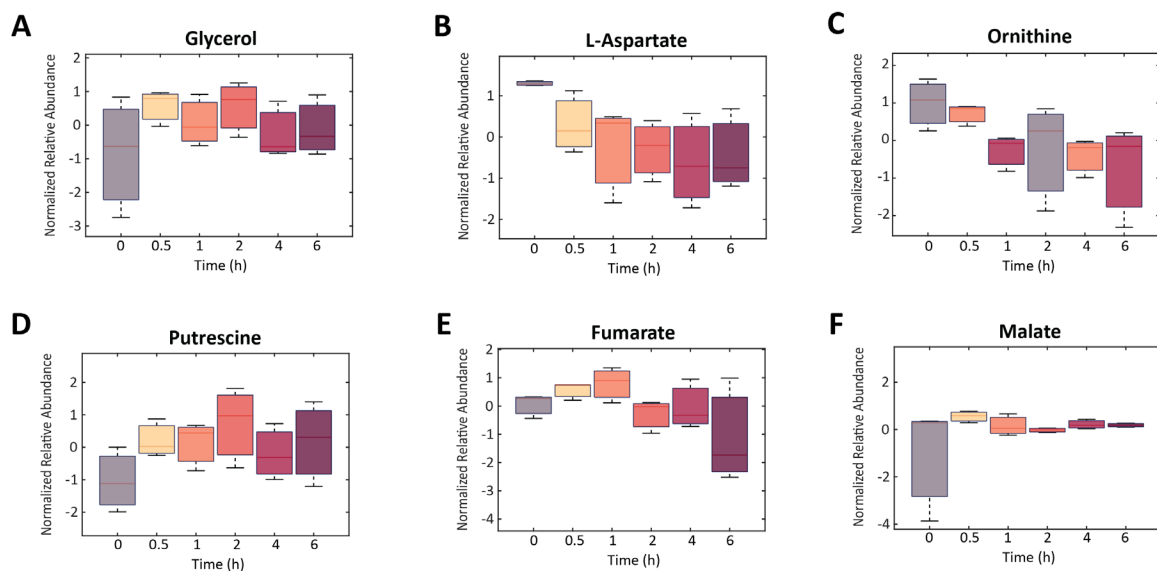 A
Glycerol
Normalized Relative Abundance
2
1
0
-1
-2
-3
0 0.5 1 2 4 6
Time (h)
B
L-Aspartate
Normalized Relative Abundance
1
0
-1
-2
0 0.5 1 2 4 6
Time (h)
C
Ornithine
Normalized Relative Abundance
2
1
0
-1
-2
0 0.5 1 2 4 6
Time (h)
D
Putrescine
Normalized Relative Abundance
2
1
0
-1
-2
0 0.5 1 2 4 6
Time (h)
E
Fumarate
Normalized Relative Abundance
2
1
0
-1
-2
-3
-4
0 0.5 1 2 4 6
Time (h)
F
Malate
Normalized Relative Abundance
2
0
-2
-4
0 0.5 1 2 4 6
Time (h)